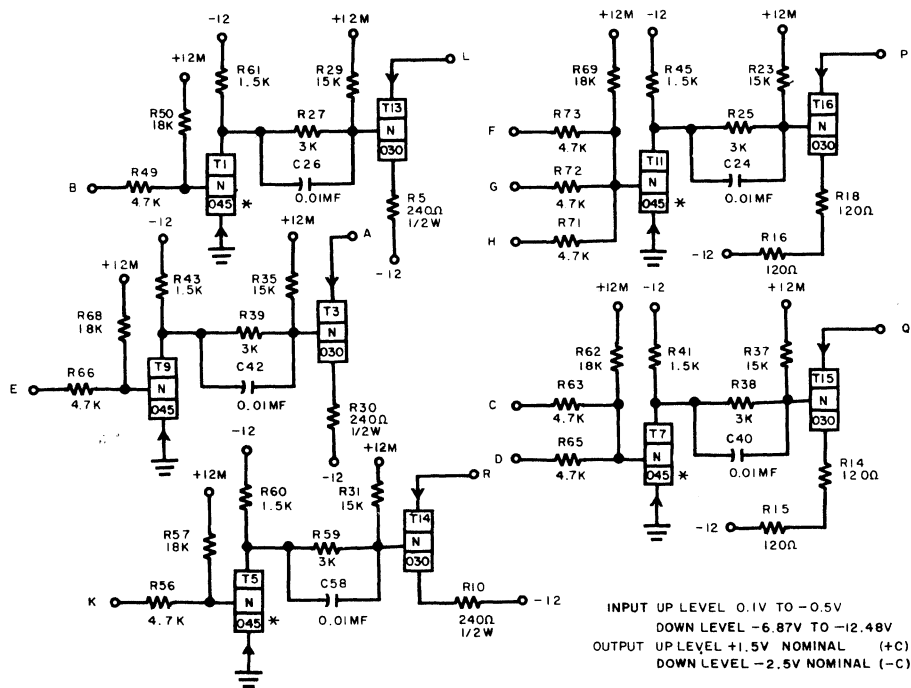 -12
+12M
+12M
R61
1.5K
R29
15K
L
R50
18K
T13
N
030
R27
3K
T1
N
045
*
C26
0.01MF
B
R49
4.7K
R5
240Ω
1/2W
-12
-12
+12M
A
+12M
R43
1.5K
R35
15K
R68
18K
T3
N
030
R39
3K
T9
N
045
C42
0.01MF
E
R66
4.7K
R30
240Ω
1/2W
-12
-12
+12M
R
+12M
R60
1.5K
R31
15K
R57
18K
T14
N
030
R59
3K
T5
N
045
*
C58
0.01MF
K
R56
4.7K
R10
240Ω
1/2W
-12
+12M
-12
+12M
P
R69
18K
R45
1.5K
R23
15K
T16
N
030
F
R73
4.7K
R25
3K
G
R72
4.7K
T11
N
045
*
C24
0.01MF
H
R71
4.7K
R18
120Ω
-12
R16
120Ω
+12M
-12
+12M
Q
R62
18K
R41
1.5K
R37
15K
T15
N
030
C
R63
4.7K
R38
3K
D
R65
4.7K
T7
N
045
*
C40
0.01MF
R14
120Ω
-12
R15
120Ω
INPUT UP LEVEL 0.1V TO -0.5V
DOWN LEVEL -6.87V TO -12.48V
OUTPUT UP LEVEL +1.5V NOMINAL (+C)
DOWN LEVEL -2.5V NOMINAL (-C)